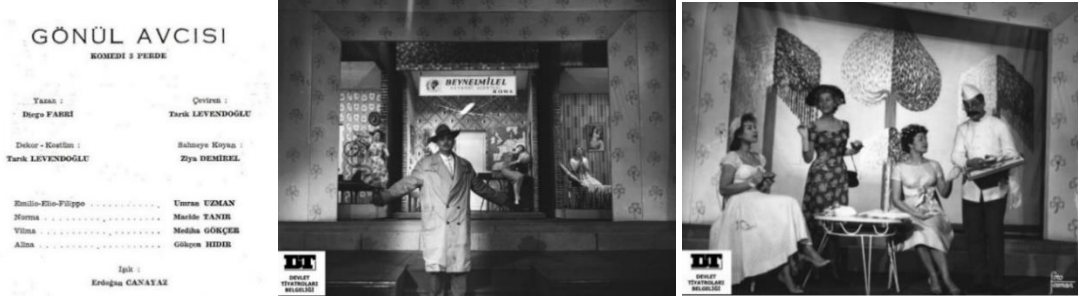 GÖNÜL AVCISI
KOMEDİ 3 PERDE
Yazan :
Diego FABRİ
Çeviren :
Tarık LEVENDOĞLU
Dekor - Kostüm :
Tarık LEVENDOĞLU
Sahneye Koyan :
Ziya DEMİREL
Emilio-Elio-Filippo . . . . . . . . . . . . Umran UZMAN
Norma . . . . . . . . . . . . . . . . . Macide TANIR
Vilma . . . . . . . . . . . . . . . . . Mediha GÖKÇER
Alina . . . . . . . . . . . . . . . . . Gökçen HIDIR
Işık :
Erdoğan CANAYAZ
BEYNELMİLEL
ROMA
DT
DEVLET
TİYATROLARI
BELGELİĞİ
DT
DEVLET
TİYATROLARI
BELGELİĞİ